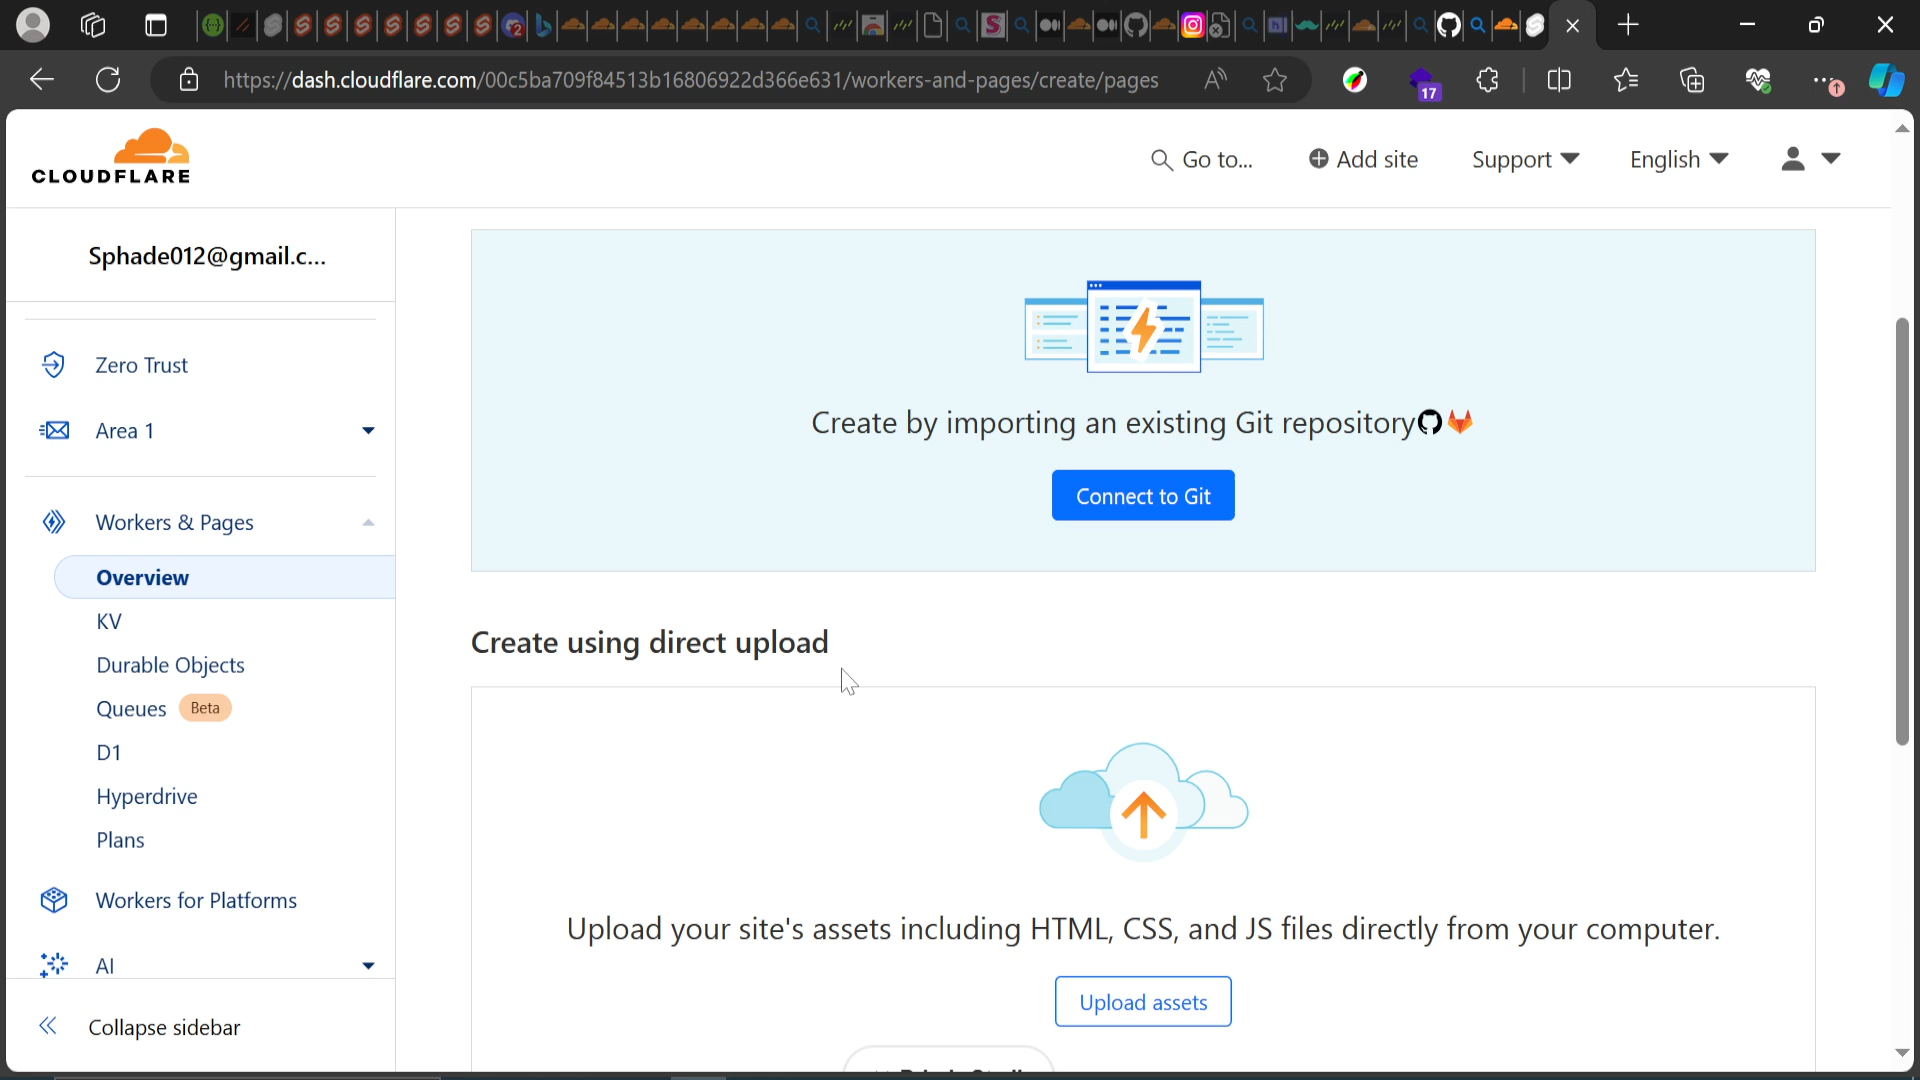 17
https://dash.cloudflare.com/00c5ba709f84513b16806922d366e631/workers-and-pages/create/pages
CLOUDFLARE
Go to...
Add site
Support
English
Sphade012@gmail.c...
Zero Trust
Area 1
Workers & Pages
Overview
KV
Durable Objects
Queues Beta
D1
Hyperdrive
Plans
Workers for Platforms
AI
Collapse sidebar
Create by importing an existing Git repository
Connect to Git
Create using direct upload
Upload your site's assets including HTML, CSS, and JS files directly from your computer.
Upload assets